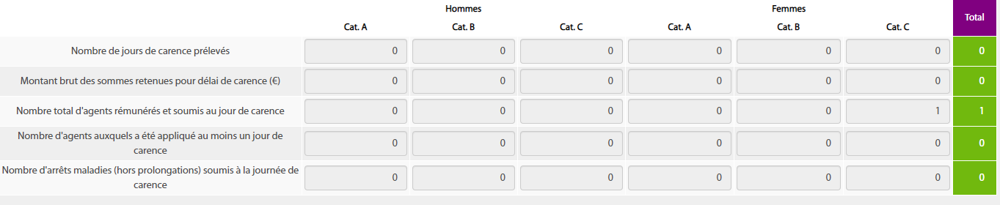 Hommes Femmes Total
Cat. A Cat. B Cat. C Cat. A Cat. B Cat. C
Nombre de jours de carence prélevés 0 0 0 0 0 0 0
Montant brut des sommes retenues pour délai de carence (€) 0 0 0 0 0 0 0
Nombre total d'agents rémunérés et soumis au jour de carence 0 0 0 0 0 1 1
Nombre d'agents auxquels a été appliqué au moins un jour de
carence 0 0 0 0 0 0 0
Nombre d'arrêts maladies (hors prolongations) soumis à la journée de
carence 0 0 0 0 0 0 0